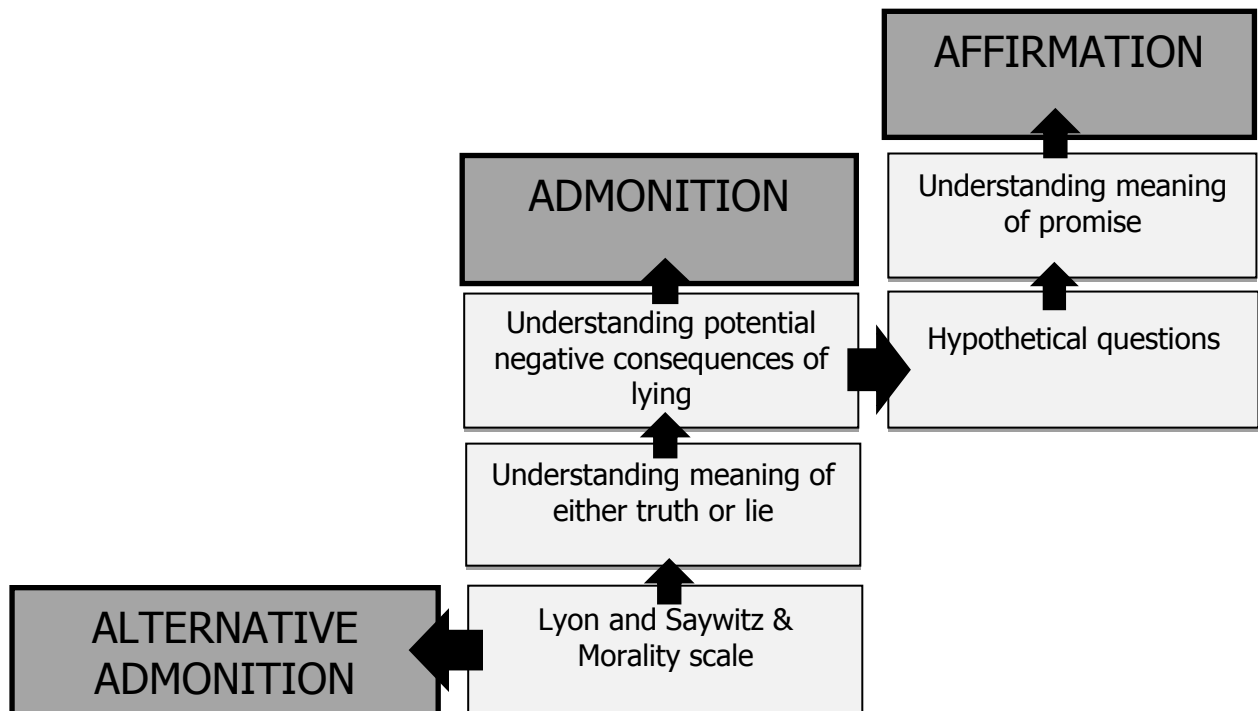 AFFIRMATION
Understanding meaning
of promise
Hypothetical questions
ADMONITION
Understanding potential
negative consequences of
lying
Understanding meaning of
either truth or lie
Lyon and Saywitz &
Morality scale
ALTERNATIVE
ADMONITION